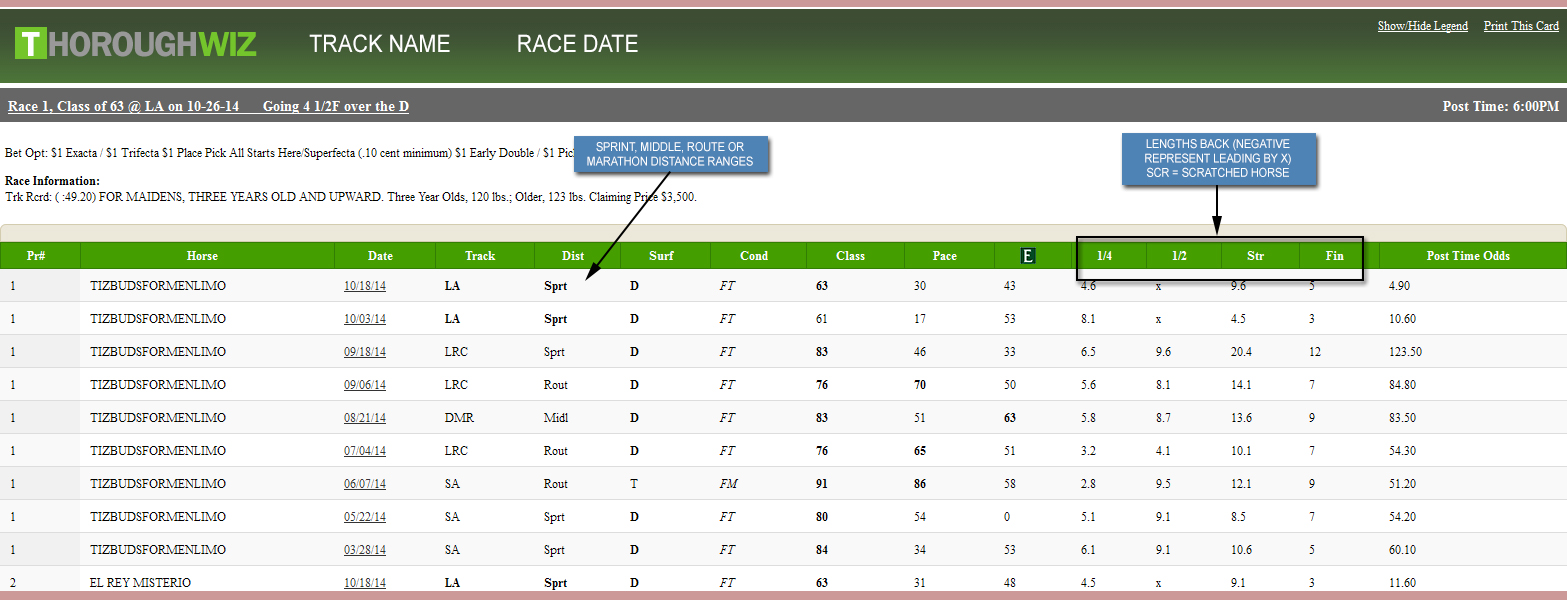 THOROUGHWIZ TRACK NAME RACE DATE Show/Hide Legend Print This Card
Race 1, Class of 63 @ LA on 10-26-14 Going 4 1/2F over the D Post Time: 6:00PM
Bet Opt: $1 Exacta / $1 Trifecta $1 Place Pick All Starts Here/Superfecta (.10 cent minimum) $1 Early Double / $1
SPRINT, MIDDLE, ROUTE OR
MARATHON DISTANCE RANGES
LENGTHS BACK (NEGATIVE
REPRESENT LEADING BY X)
SCR = SCRATCHED HORSE
Race Information:
Trk Rcrd: ( :49.20) FOR MAIDENS, THREE YEARS OLD AND UPWARD. Three Year Olds, 120 lbs.; Older, 123 lbs. Claiming Price $3,500.
Pr# Horse Date Track Dist Surf Cond Class Pace E 1/4 1/2 Str Fin Post Time Odds
1 TIZBUDSFORMENLIMO 10/18/14 LA Sprt D FT 63 30 43 4.6 x 9.6 5 4.90
1 TIZBUDSFORMENLIMO 10/03/14 LA Sprt D FT 61 17 53 8.1 x 4.5 3 10.60
1 TIZBUDSFORMENLIMO 09/18/14 LRC Sprt D FT 83 46 33 6.5 9.6 20.4 12 123.50
1 TIZBUDSFORMENLIMO 09/06/14 LRC Rout D FT 76 70 50 5.6 8.1 14.1 7 84.80
1 TIZBUDSFORMENLIMO 08/21/14 DMR Midl D FT 83 51 63 5.8 8.7 13.6 9 83.50
1 TIZBUDSFORMENLIMO 07/04/14 LRC Rout D FT 76 65 51 3.2 4.1 10.1 7 54.30
1 TIZBUDSFORMENLIMO 06/07/14 SA Rout T FM 91 86 58 2.8 9.5 12.1 9 51.20
1 TIZBUDSFORMENLIMO 05/22/14 SA Sprt D FT 80 54 0 5.1 9.1 8.5 7 54.20
1 TIZBUDSFORMENLIMO 03/28/14 SA Sprt D FT 84 34 53 6.1 9.1 10.6 5 60.10
2 EL REY MISTERIO 10/18/14 LA Sprt D FT 63 31 48 4.5 x 9.1 3 11.60